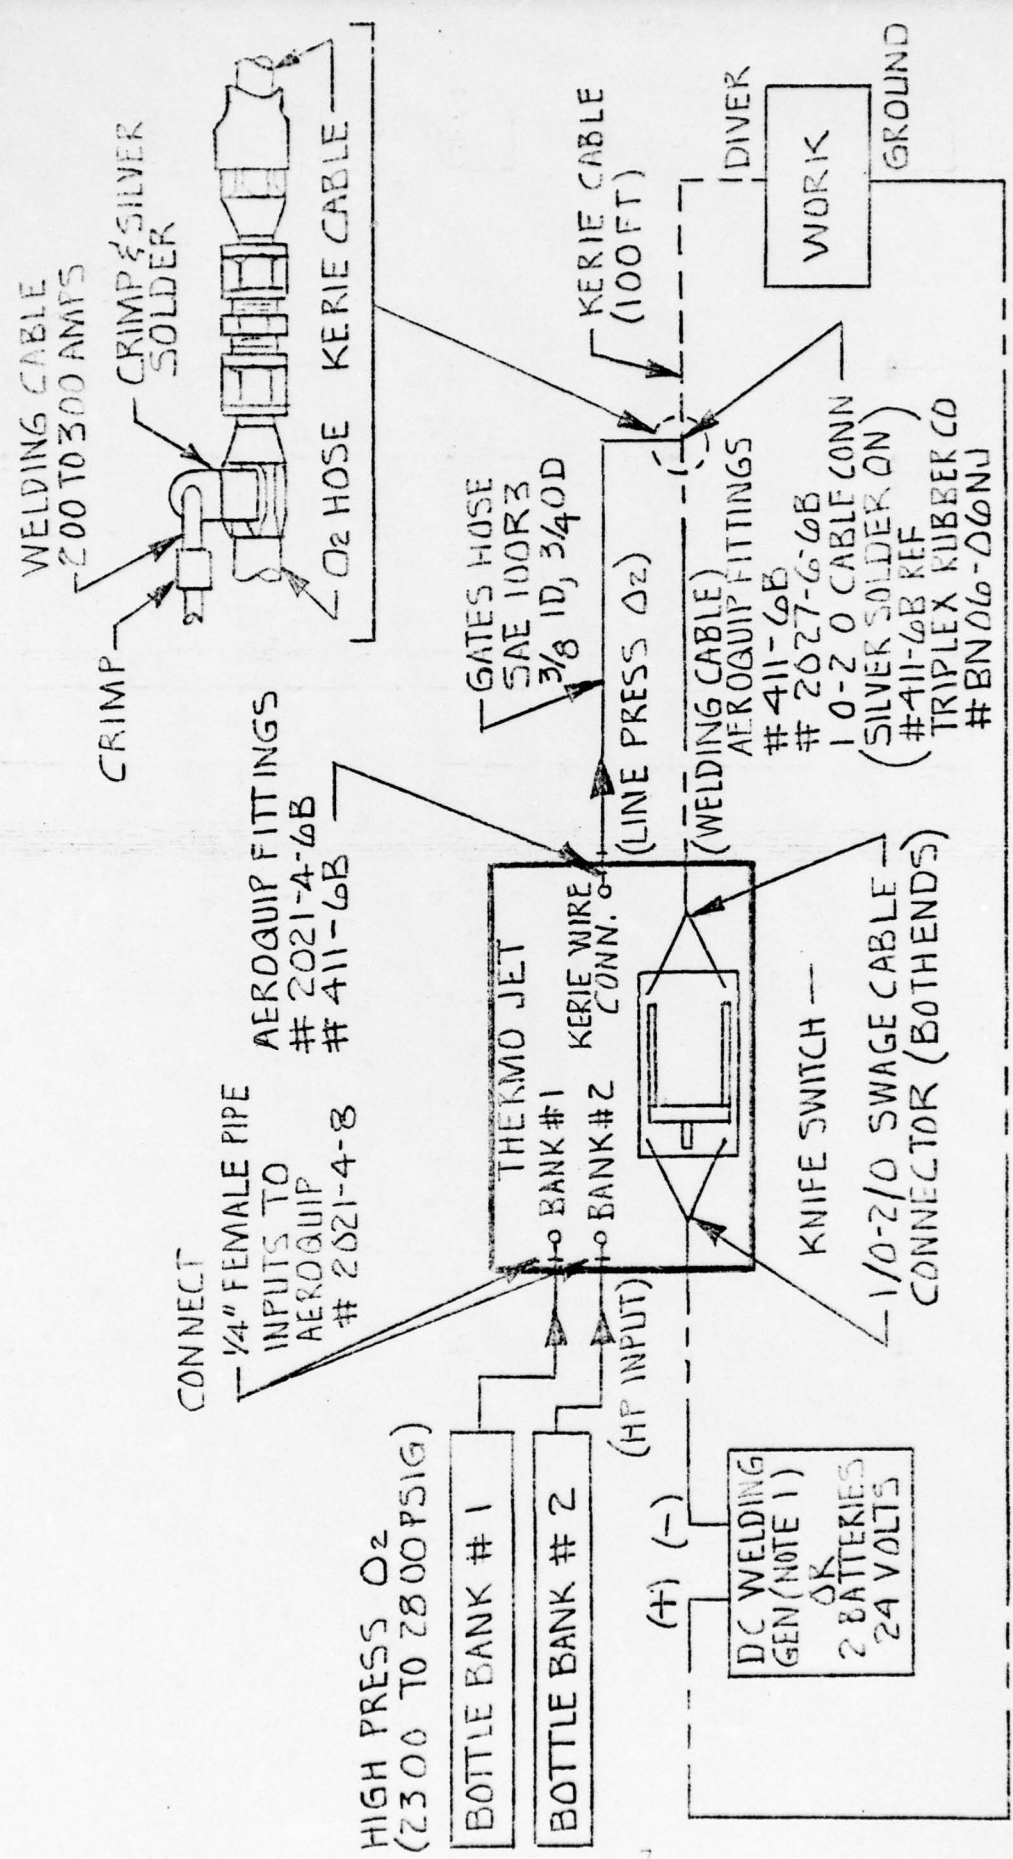 WELDING CABLE
200 TO 300 AMPS
CRIMP & SILVER
SOLDER
CRIMP
O2 HOSE KERIE CABLE
CONNECT
1/4" FEMALE PIPE
INPUTS TO
AEROQUIP
# 2021-4-8
AEROQUIP FITTINGS
# 2021-4-6B
# 411-6B
GATES HOSE
SAE 100R3
3/8 ID, 3/4 OD
KERIE CABLE
(100FT)
DIVER
WORK
GROUND
HIGH PRESS O2
(2300 TO 2800 PSIG)
BOTTLE BANK # 1
BOTTLE BANK # 2
(HP INPUT)
THERMO JET
BANK #1
BANK #2
KERIE WIRE
CONN.
(LINE PRESS O2)
(WELDING CABLE)
AEROQUIP FITTINGS
# 411-6B
# 2027-6-6B
1 0-2 0 CABLE CONN
(SILVER SOLDER ON)
(#411-6B REF)
TRIPLEX RUBBER CO
# BN06-06NJ
(+) (-)
DC WELDING
GEN (NOTE 1)
OR
2 BATTERIES
24 VOLTS
KNIFE SWITCH
1/0-2/0 SWAGE CABLE
CONNECTOR (BOTH ENDS)